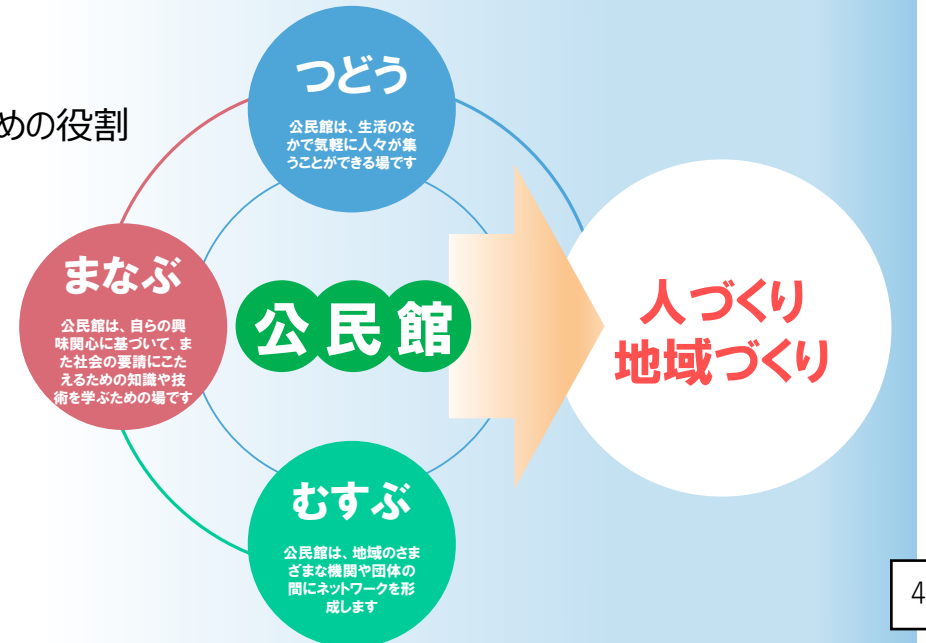 めの役割
つどう
公民館は、生活のな
かで気軽に人々が集
うことができる場です
まなぶ
公民館は、自らの興
味関心に基づいて、ま
た社会の要請にこた
えるための知識や技
術を学ぶための場です
公民館
人づくり
地域づくり
むすぶ
公民館は、地域のさま
ざまな機関や団体の
間にネットワークを形
成します
4